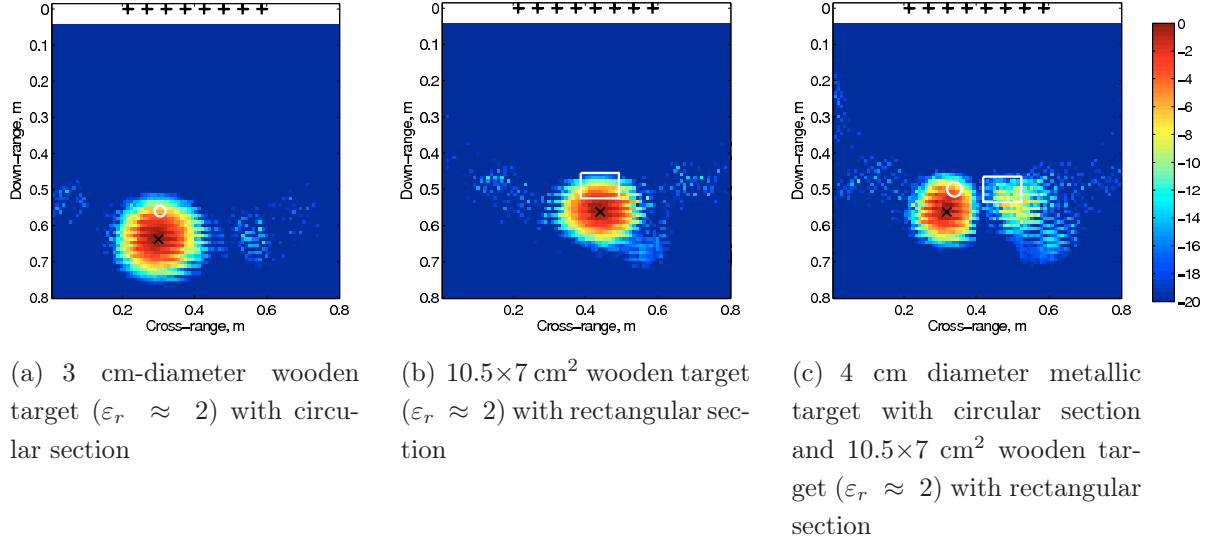 0
0.1
0.2
0.3
0.4
0.5
0.6
0.7
0.8
Down−range, m
0.2 0.4 0.6 0.8
Cross−range, m
0
0.1
0.2
0.3
0.4
0.5
0.6
0.7
0.8
Down−range, m
0.2 0.4 0.6 0.8
Cross−range, m
0
0.1
0.2
0.3
0.4
0.5
0.6
0.7
0.8
Down−range, m
0.2 0.4 0.6 0.8
Cross−range, m
0
−2
−4
−6
−8
−10
−12
−14
−16
−18
−20
(a) 3 cm-diameter wooden
target (εr ≈ 2) with circu-
lar section
(b) 10.5×7 cm² wooden target
(εr ≈ 2) with rectangular sec-
tion
(c) 4 cm diameter metallic
target with circular section
and 10.5×7 cm² wooden tar-
get (εr ≈ 2) with rectangular
section